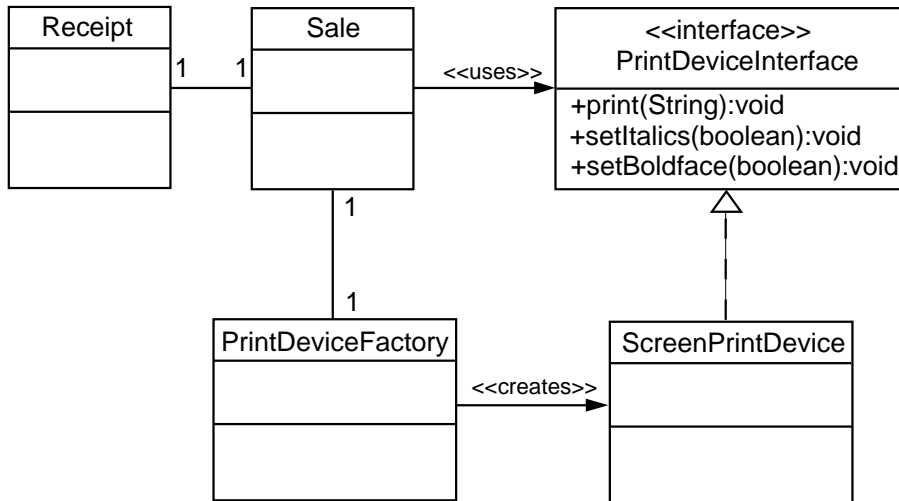 Receipt
Sale
<<interface>>
PrintDeviceInterface
1
1
<<uses>>
+print(String):void
+setItalics(boolean):void
+setBoldface(boolean):void
1
1
PrintDeviceFactory
ScreenPrintDevice
<<creates>>